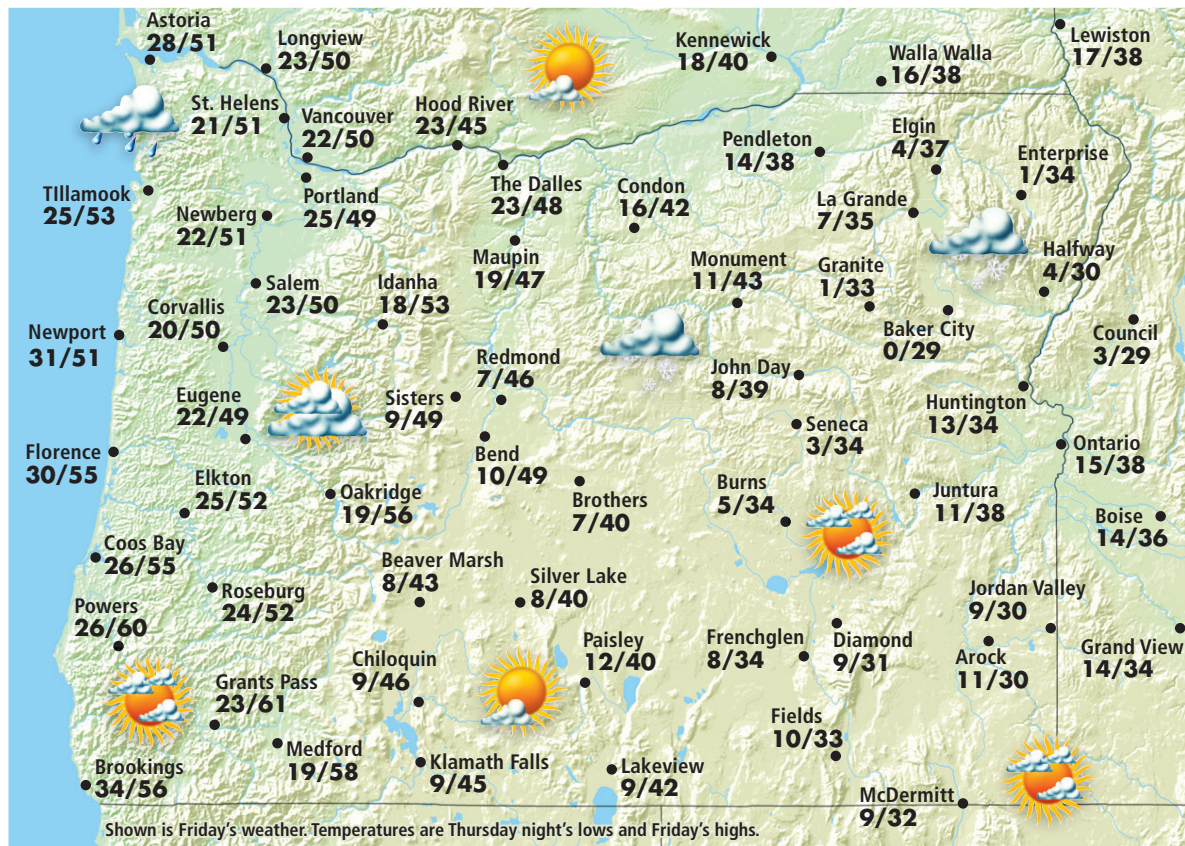 Astoria
28/51
Longview
23/50
Kennewick
18/40
Walla Walla
16/38
Lewiston
17/38
St. Helens
21/51
Vancouver
22/50
Hood River
23/45
Pendleton
14/38
Elgin
4/37
Enterprise
1/34
TIllamook
25/53
Newberg
22/51
Portland
25/49
The Dalles
23/48
Condon
16/42
La Grande
7/35
Maupin
19/47
Monument
11/43
Granite
1/33
Halfway
4/30
Salem
23/50
Idanha
18/53
Corvallis
20/50
Newport
31/51
Baker City
0/29
Council
3/29
Redmond
7/46
John Day
8/39
Eugene
22/49
Sisters
9/49
Huntington
13/34
Seneca
3/34
Florence
30/55
Bend
10/49
Ontario
15/38
Elkton
25/52
Oakridge
19/56
Brothers
7/40
Burns
5/34
Juntura
11/38
Boise
14/36
Coos Bay
26/55
Beaver Marsh
8/43
Silver Lake
8/40
Roseburg
24/52
Jordan Valley
9/30
Powers
26/60
Paisley
12/40
Frenchglen
8/34
Diamond
9/31
Arock
11/30
Grand View
14/34
Chiloquin
9/46
Grants Pass
23/61
Fields
10/33
Medford
19/58
Klamath Falls
9/45
Lakeview
9/42
Brookings
34/56
McDermitt
9/32
Shown is Friday's weather. Temperatures are Thursday night's lows and Friday's highs.